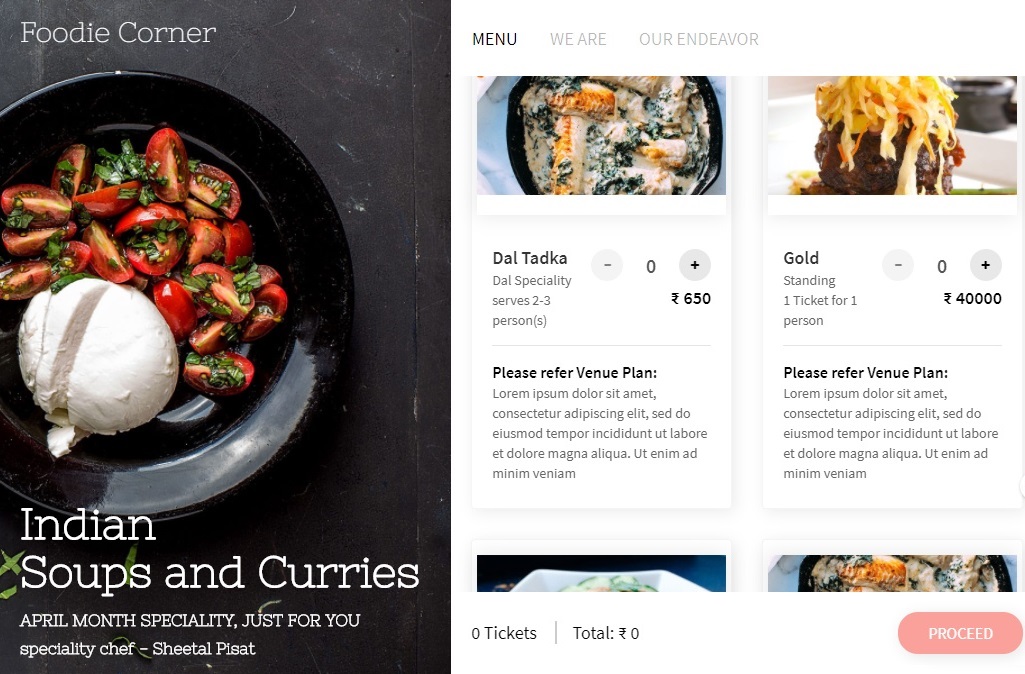 Foodie Corner
Indian
Soups and Curries
APRIL MONTH SPECIALITY, JUST FOR YOU
speciality chef - Sheetal Pisat
MENU WE ARE OUR ENDEAVOR
Dal Tadka
- 0 +
Dal Speciality
serves 2-3
person(s)
₹ 650
Please refer Venue Plan:
Lorem ipsum dolor sit amet,
consectetur adipiscing elit, sed do
eiusmod tempor incididunt ut labore
et dolore magna aliqua. Ut enim ad
minim veniam
Gold
- 0 +
Standing
1 Ticket for 1
person
₹ 40000
Please refer Venue Plan:
Lorem ipsum dolor sit amet,
consectetur adipiscing elit, sed do
eiusmod tempor incididunt ut labore
et dolore magna aliqua. Ut enim ad
minim veniam
0 Tickets Total: ₹ 0
PROCEED